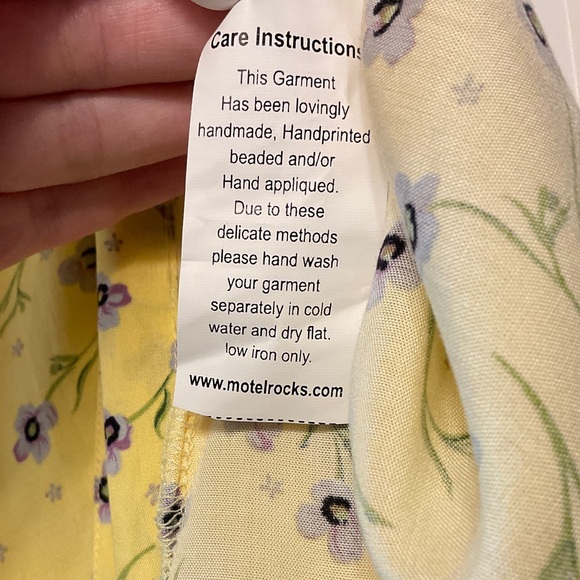 Care Instructions
This Garment
Has been lovingly
handmade, Handprinted
beaded and/or
Hand appliqued.
Due to these
delicate methods
please hand wash
your garment
separately in cold
water and dry flat.
low iron only.
www.motelrocks.com